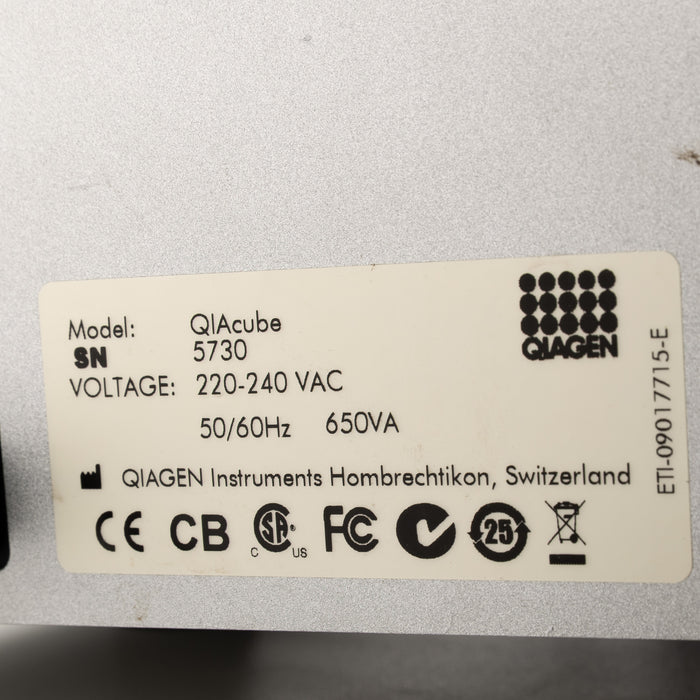 Model: QIAcube
SN 5730
VOLTAGE: 220-240 VAC
50/60Hz 650VA
QIAGEN
QIAGEN Instruments Hombrechtikon, Switzerland
CE CB C SA ® US FC 25
ETI-09017715-E